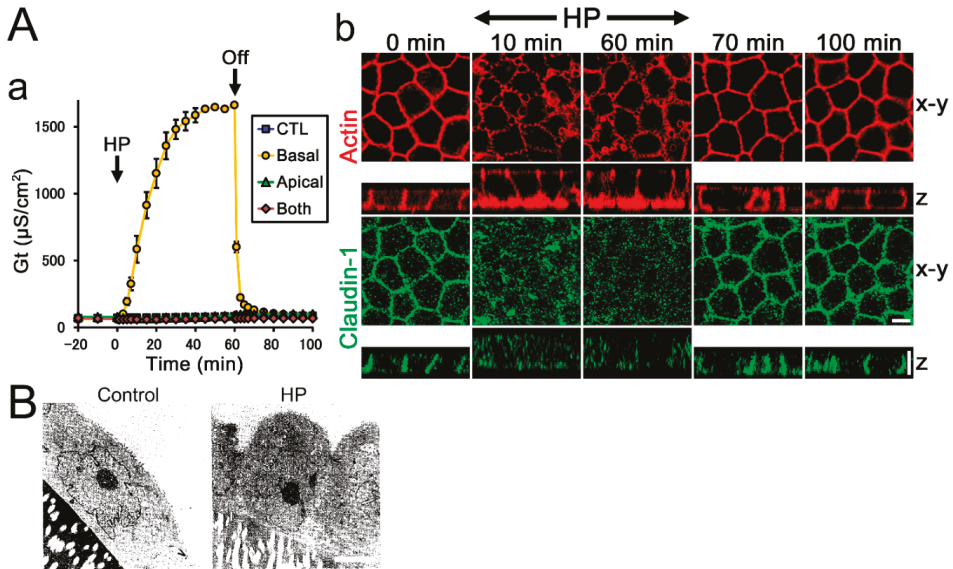 A
a
HP
Off
CTL
Basal
Apical
Both
1500
1000
500
0
Gt (µS/cm²)
−20 0 20 40 60 80 100
Time (min)
b
HP
0 min 10 min 60 min 70 min 100 min
Actin
x-y
z
Claudin-1
x-y
z
B
Control HP